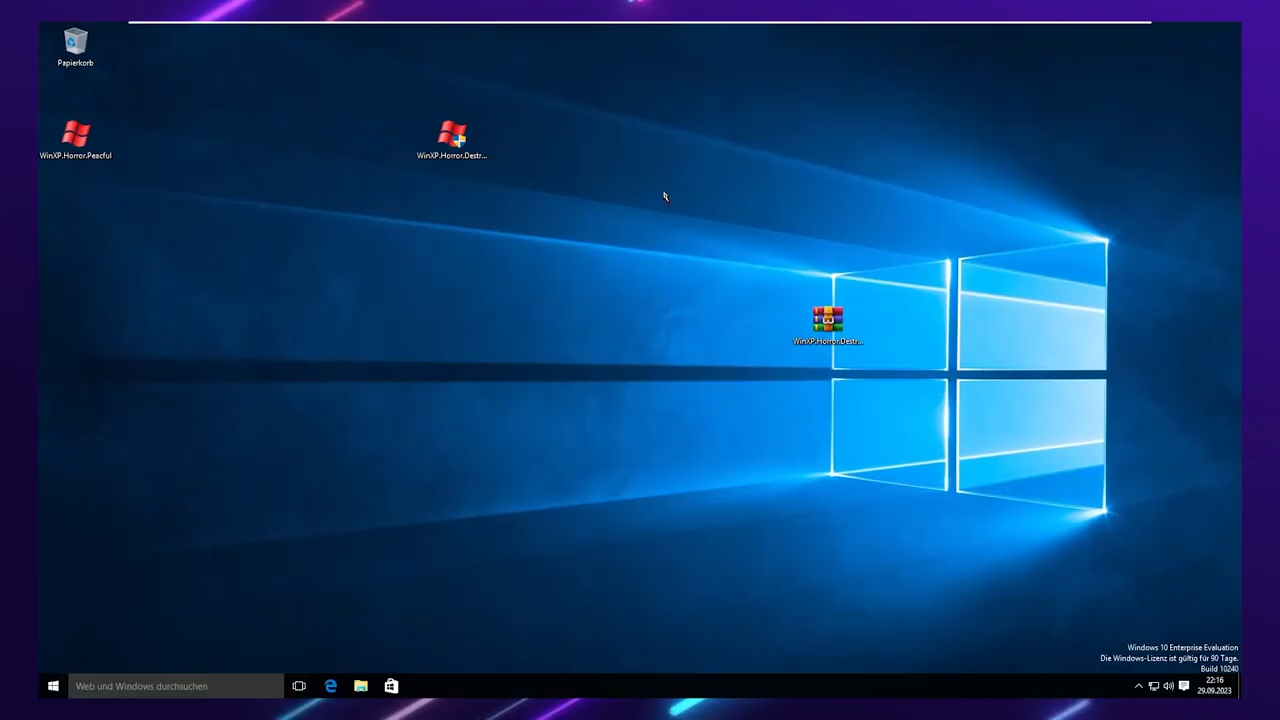 Papierkorb
WinXP.Horror.Peacful
WinXP.Horror.Destr...
WinXP.Horror.Destr...
Windows 10 Enterprise Evaluation
Die Windows-Lizenz ist gültig für 90 Tage.
Build 10240
Web und Windows durchsuchen
22:16
29.09.2023